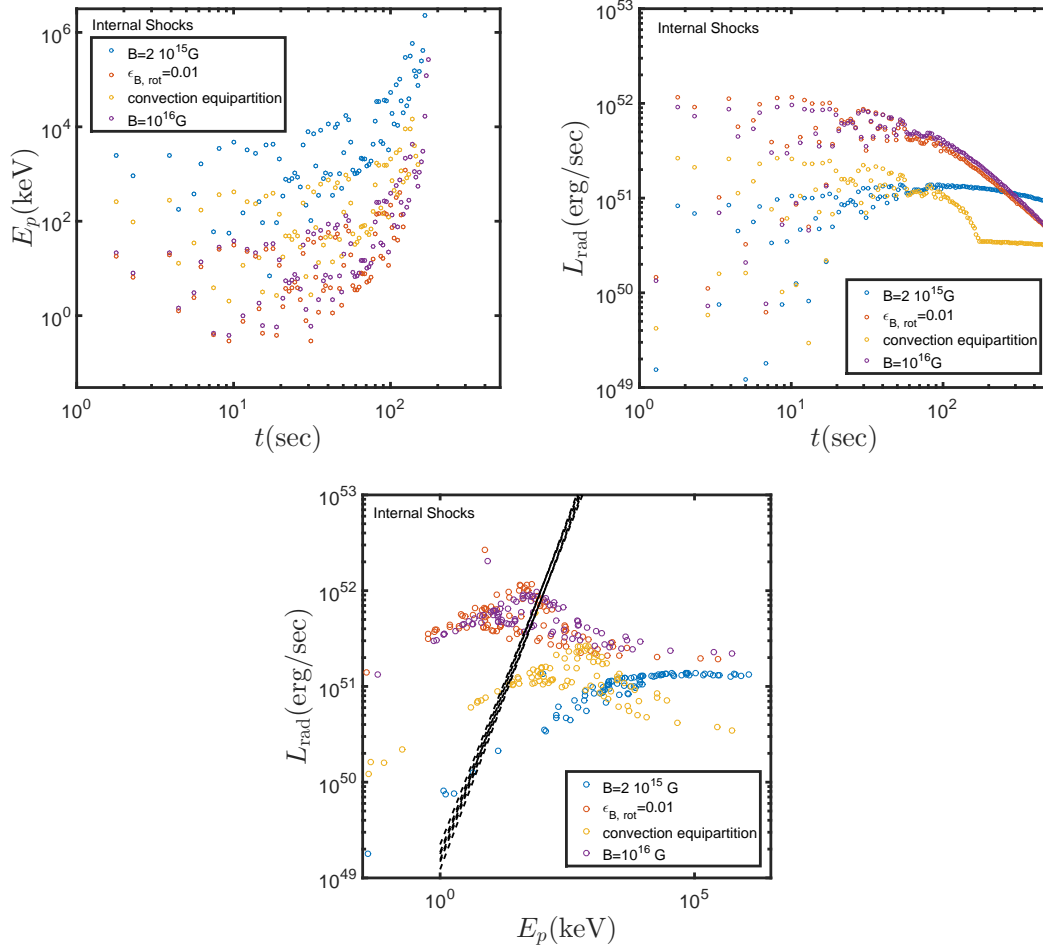 Internal Shocks
B=2 10^15G
ϵ_B, rot=0.01
convection equipartition
B=10^16G
E_p(keV)
10^6
10^4
10^2
10^0
10^0 10^1 10^2
t(sec)
Internal Shocks
10^53
10^52
10^51
10^50
10^49
L_rad(erg/sec)
B=2 10^15G
ϵ_B, rot=0.01
convection equipartition
B=10^16G
10^0 10^1 10^2
t(sec)
Internal Shocks
10^53
10^52
10^51
10^50
10^49
L_rad(erg/sec)
B=2 10^15 G
ϵ_B, rot=0.01
convection equipartition
B=10^16 G
10^0 10^5
E_p(keV)